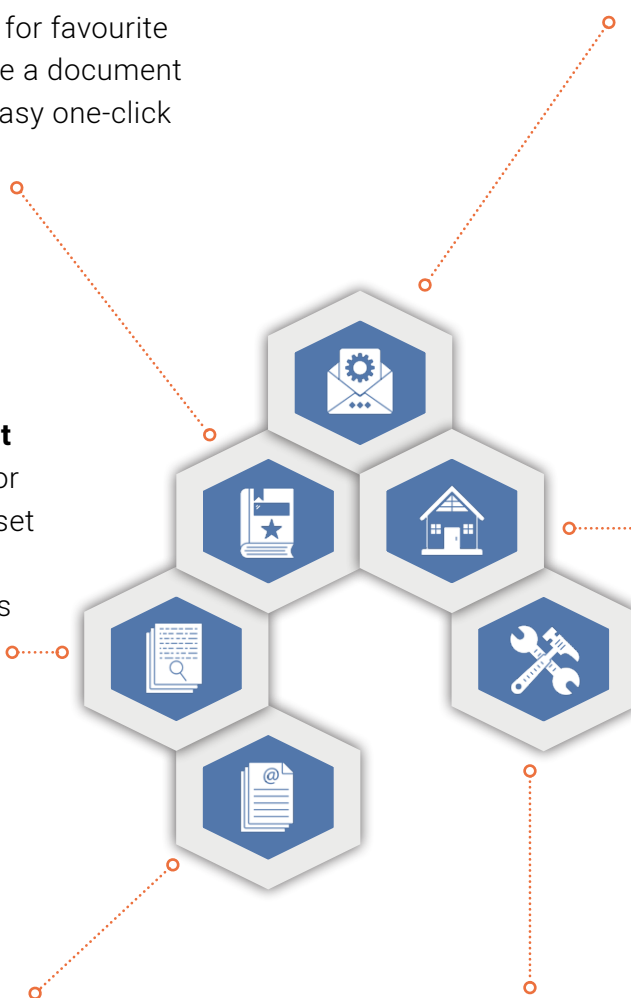 for favourite
e a document
asy one-click
t
or
set
s
@